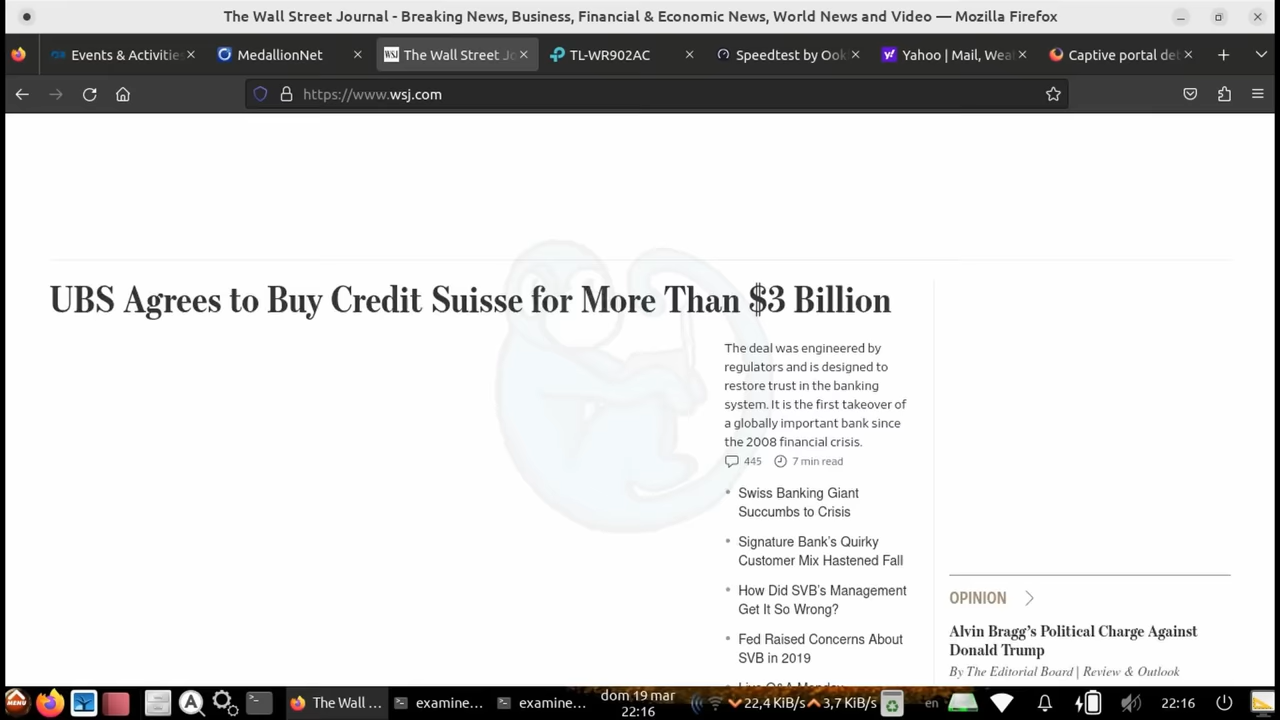 The Wall Street Journal - Breaking News, Business, Financial & Economic News, World News and Video — Mozilla Firefox
Events & Activities
MedallionNet
WSJ
The Wall Street Jo
TL-WR902AC
Speedtest by Ook
Yahoo | Mail, Weat
Captive portal det
https://www.wsj.com
UBS Agrees to Buy Credit Suisse for More Than $3 Billion
The deal was engineered by
regulators and is designed to
restore trust in the banking
system. It is the first takeover of
a globally important bank since
the 2008 financial crisis.
445 7 min read
• Swiss Banking Giant
Succumbs to Crisis
• Signature Bank's Quirky
Customer Mix Hastened Fall
• How Did SVB's Management
Get It So Wrong?
• Fed Raised Concerns About
SVB in 2019
Live Q&A Monday
OPINION
Alvin Bragg's Political Charge Against
Donald Trump
By The Editorial Board | Review & Outlook
MENU
The Wall ...
examine...
examine...
dom 19 mar
22:16
22,4 KiB/s
3,7 KiB/s
en
22:16